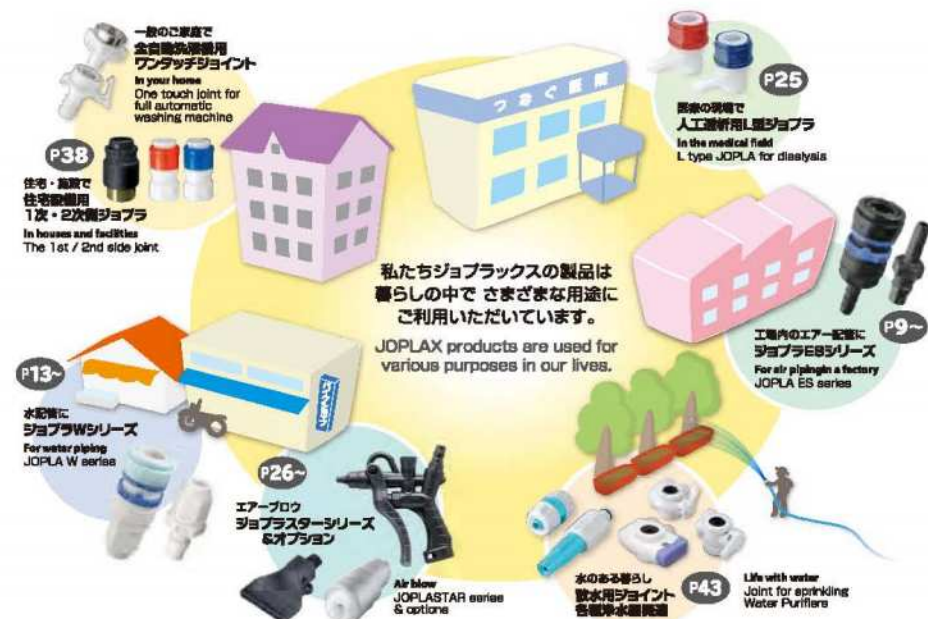 一般のご家庭で
全自動洗濯機用
ワンタッチジョイント
In your home
One touch joint for
full automatic
washing machine
P38
住宅・施設で
住宅設備用
1次・2次側ジョプラ
In houses and facilities
The 1st / 2nd side joint
つなぐ医院
P25
医療の現場で
人工透析用L型ジョプラ
In the medical field
L type JOPLA for diaalysis
私たちジョプラックスの製品は
暮らしの中で さまざまな用途に
ご利用いただいています。
JOPLAX products are used for
various purposes in our lives.
P9~
工場内のエアー配管に
ジョプラESシリーズ
For air pipingin a factory
JOPLA ES series
P13~
水配管に
ジョプラWシリーズ
For water piping
JOPLA W series
P26~
エアーブロウ
ジョプラスターシリーズ
&オプション
Air blow
JOPLASTAR series
& options
水のある暮らし
散水用ジョイント
各種浄水器関連
P43
Life with water
Joint for sprinkling
Water Purifiers